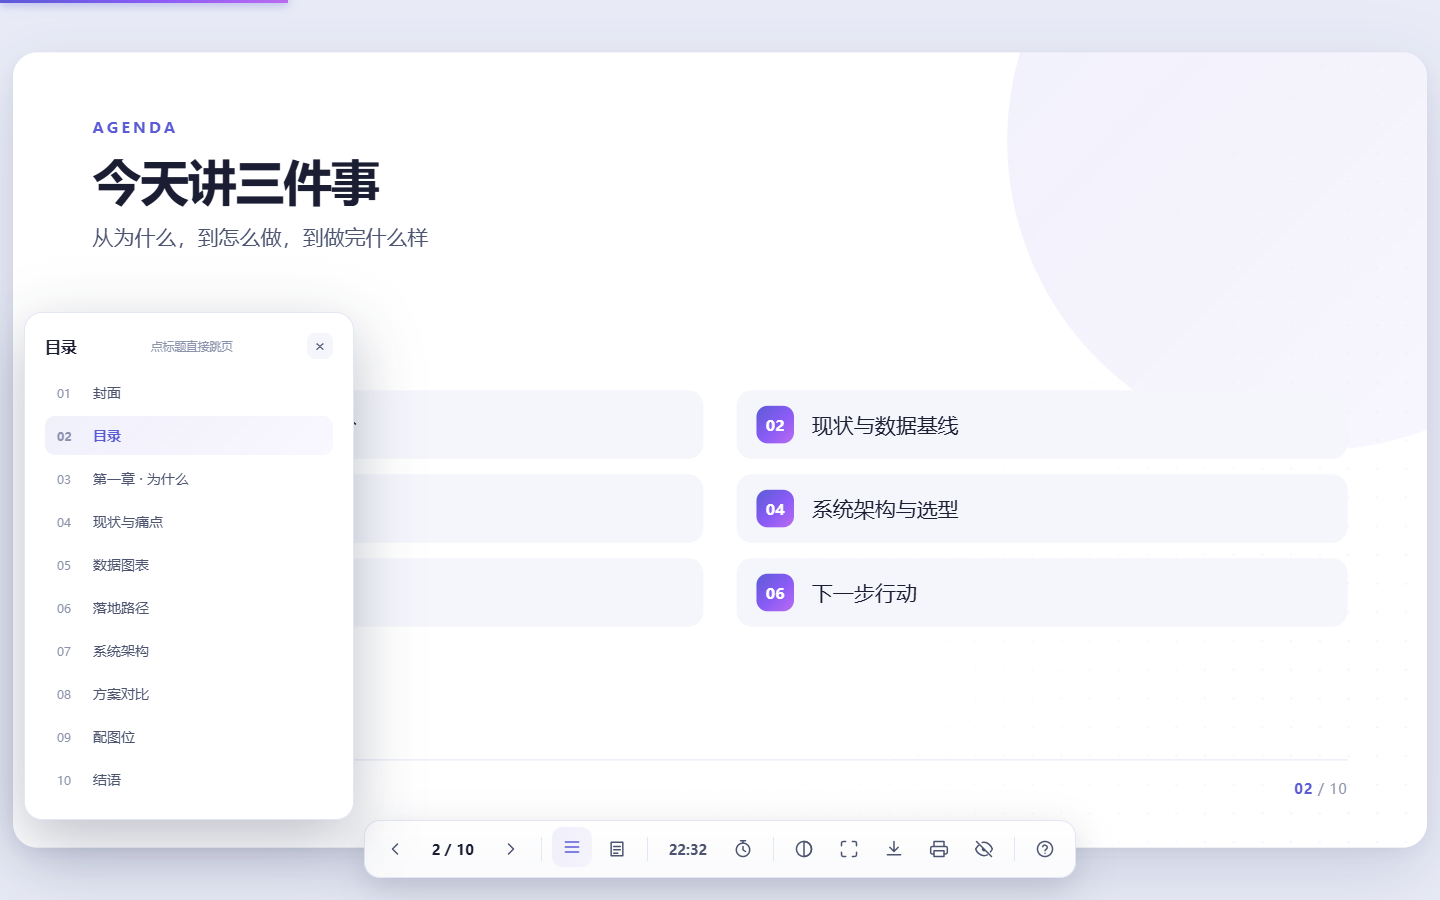 AGENDA
今天讲三件事
从为什么，到怎么做，到做完什么样
目录
点标题直接跳页
01 封面
02 目录
03 第一章 · 为什么
04 现状与痛点
05 数据图表
06 落地路径
07 系统架构
08 方案对比
09 配图位
10 结语
02 现状与数据基线
04 系统架构与选型
06 下一步行动
02 / 10
2 / 10
22:32